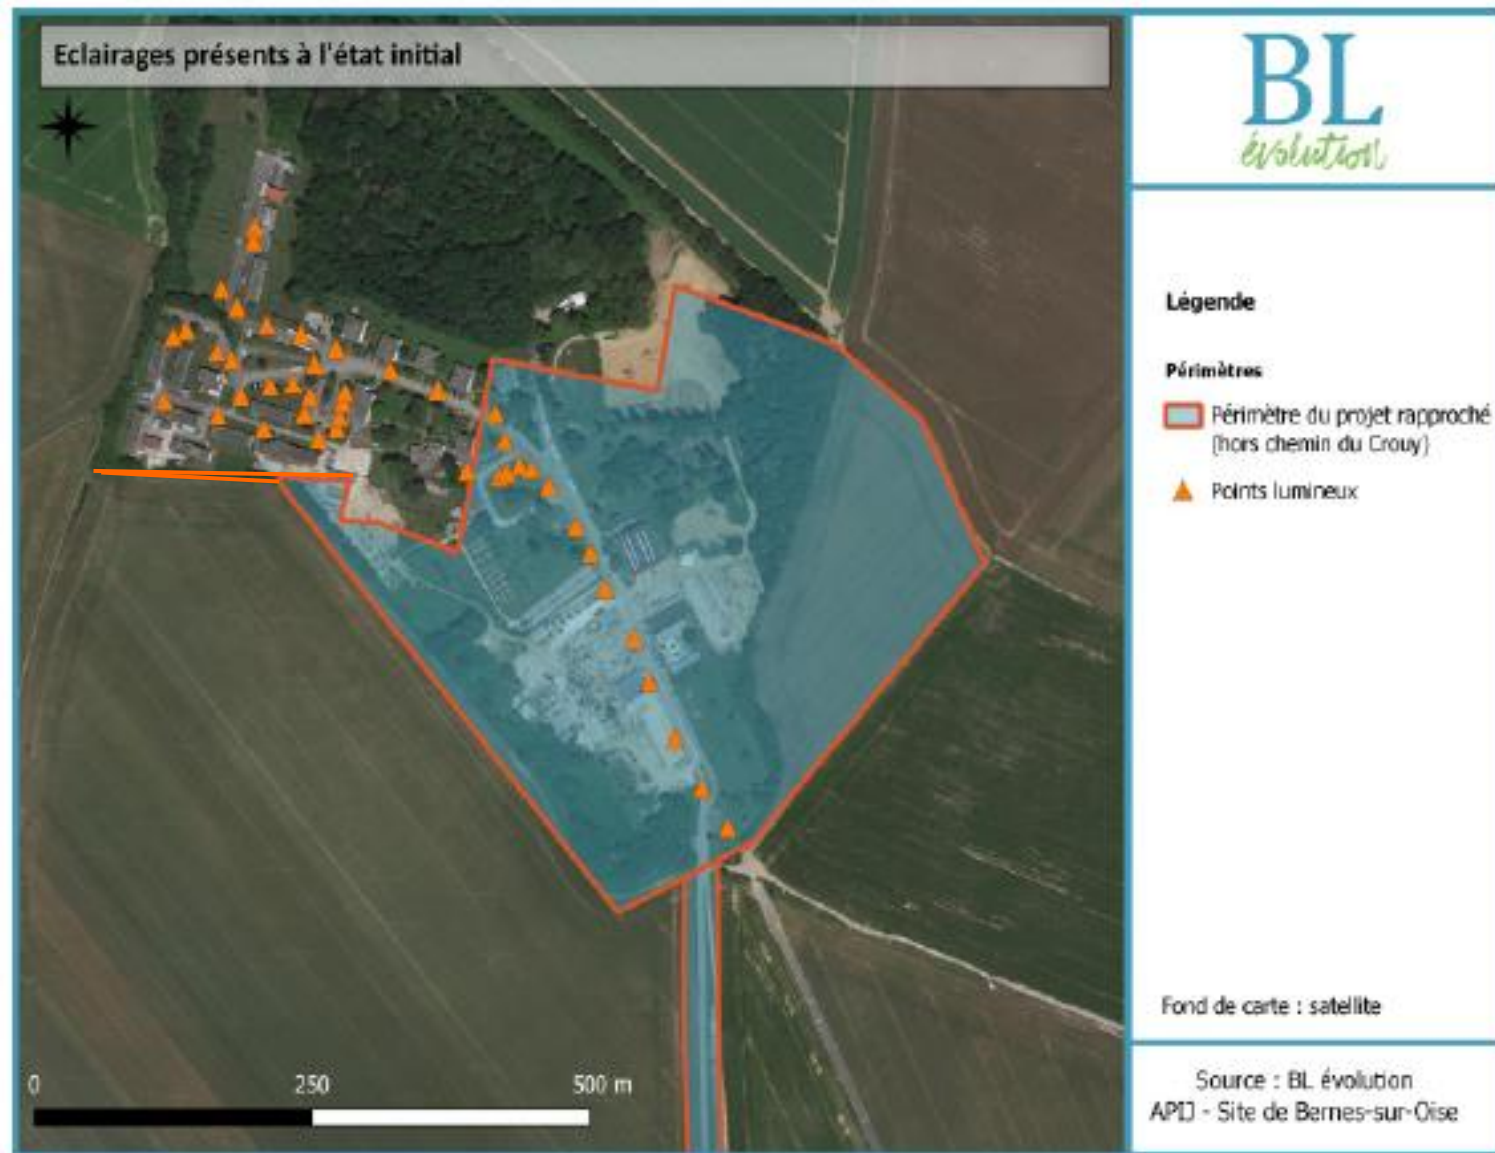 Eclairages présents à l'état initial
BL
évolution
Légende
Périmètres
Périmètre du projet rapproché
(hors chemin du Crouy)
Points lumineux
Fond de carte : satellite
0 250 500 m
Source : BL évolution
APIJ - Site de Bernes-sur-Oise